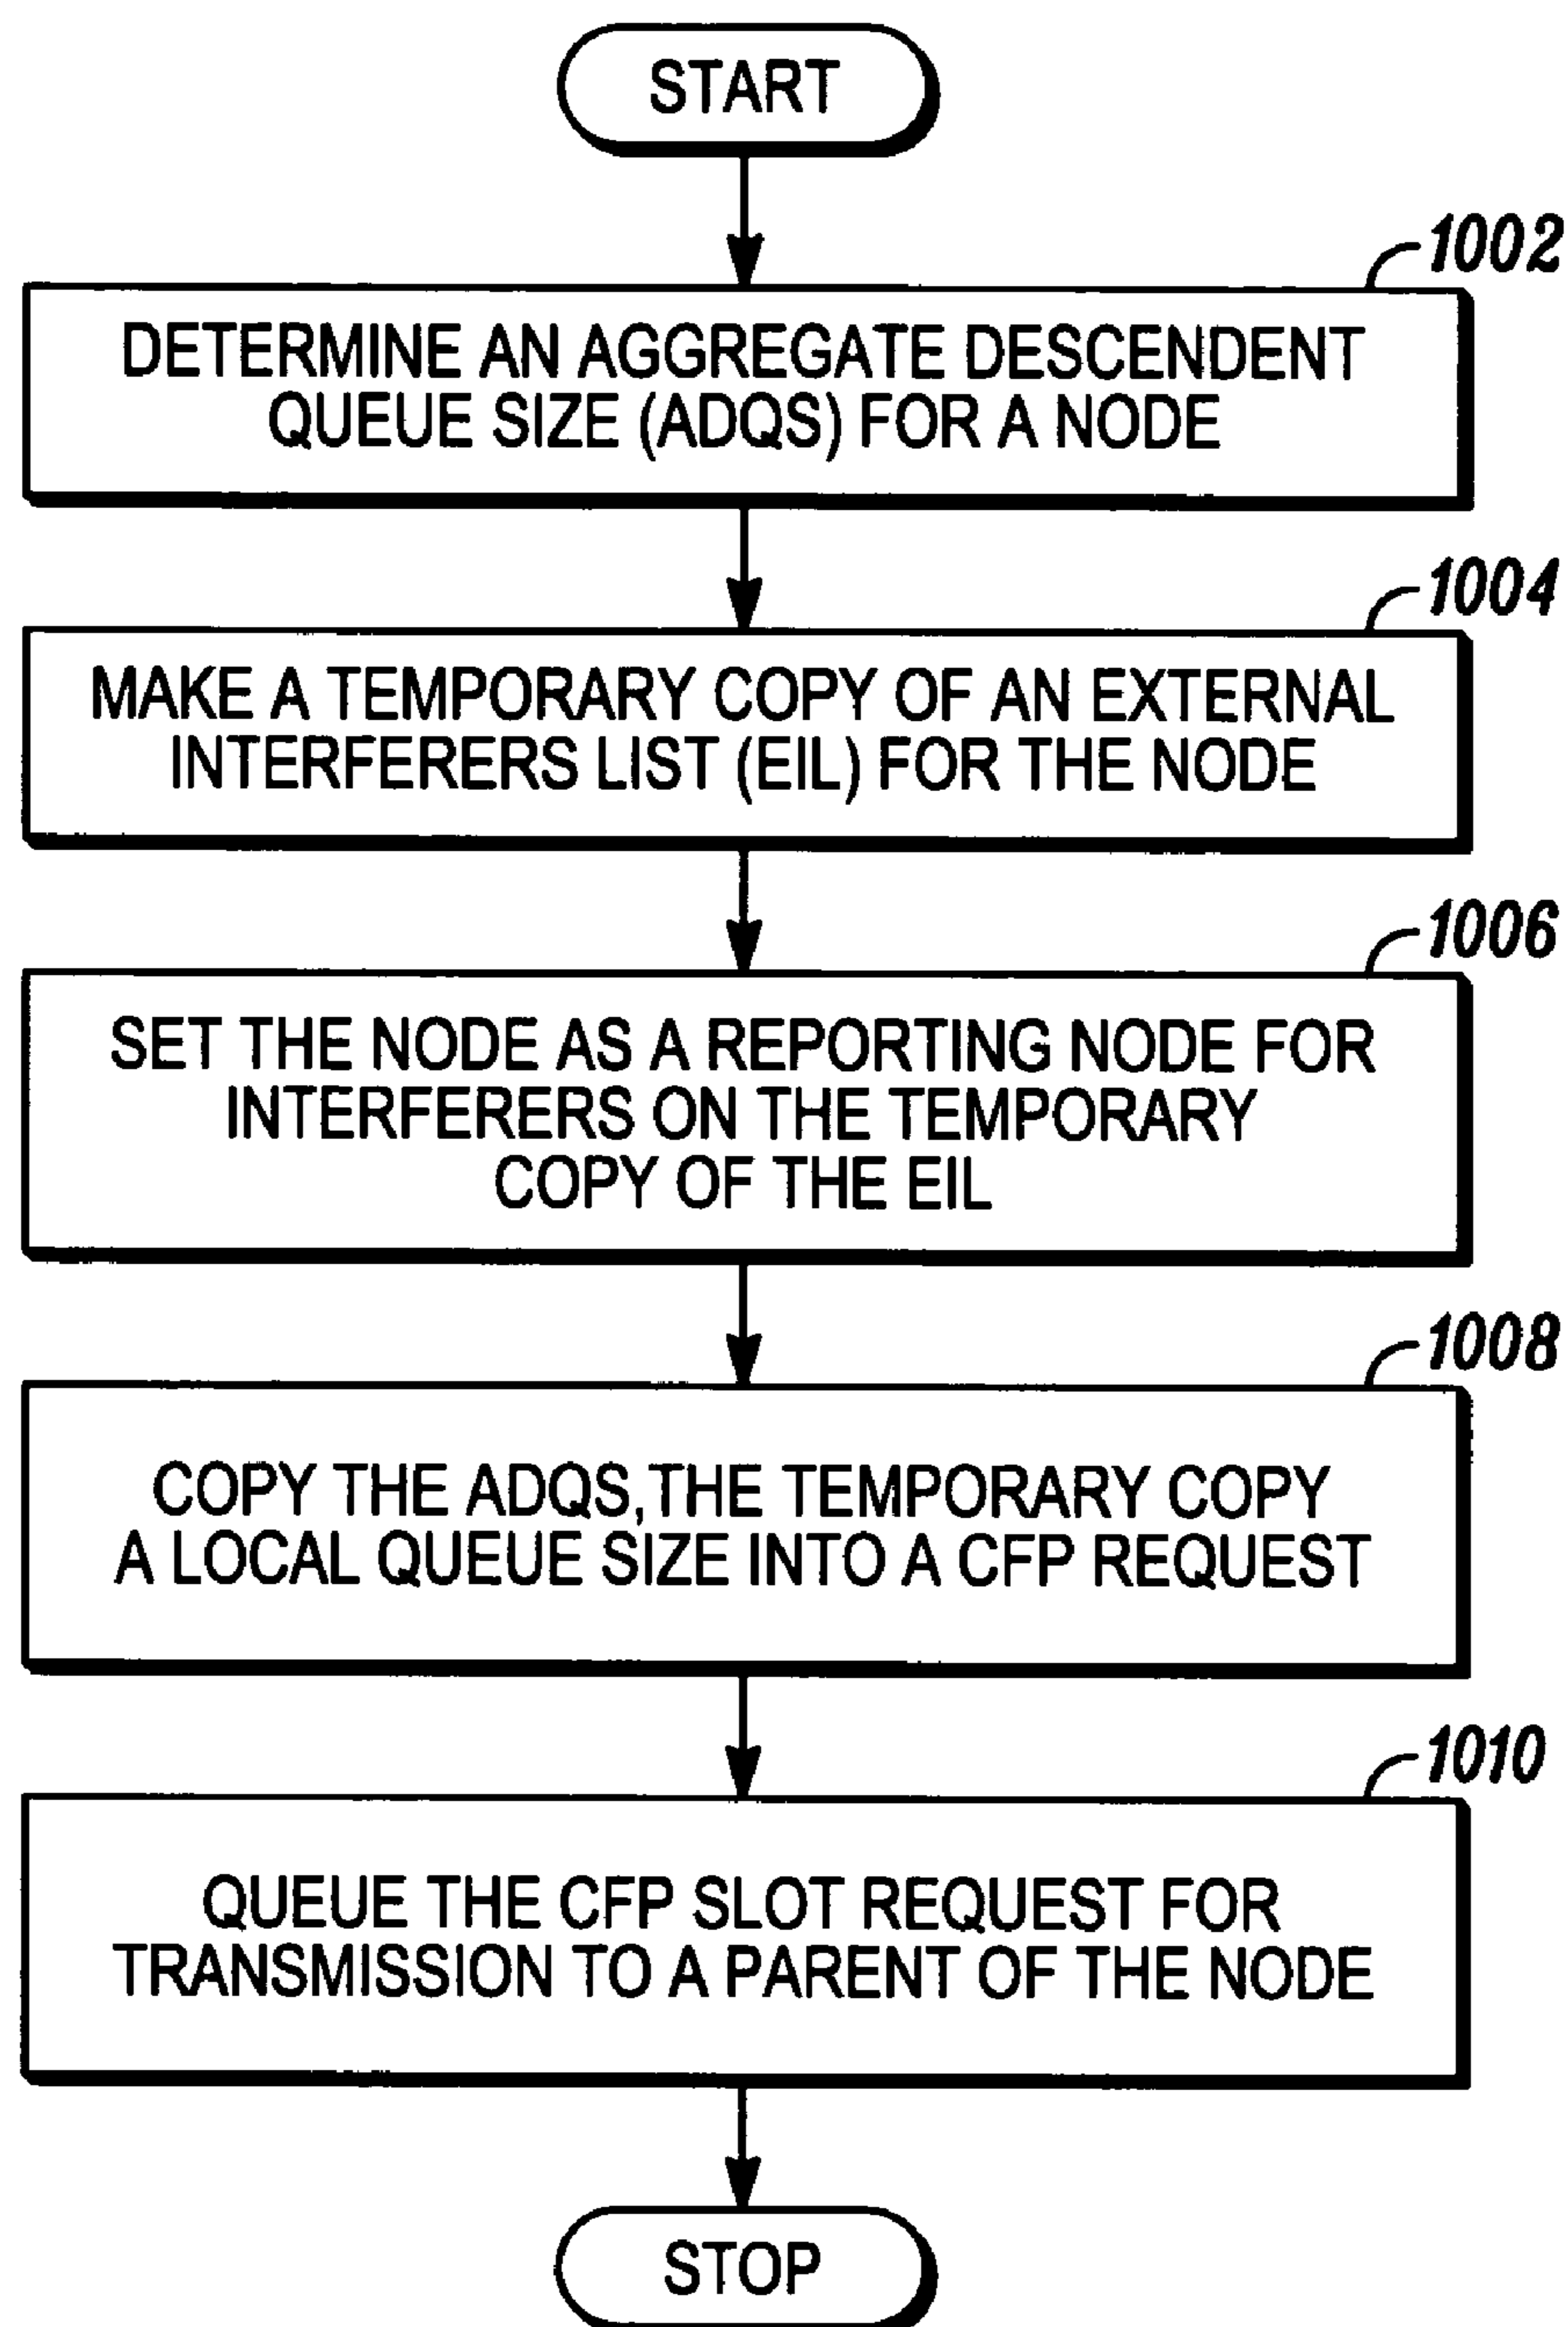 START
1002
DETERMINE AN AGGREGATE DESCENDENT
QUEUE SIZE (ADQS) FOR A NODE
1004
MAKE A TEMPORARY COPY OF AN EXTERNAL
INTERFERERS LIST (EIL) FOR THE NODE
1006
SET THE NODE AS A REPORTING NODE FOR
INTERFERERS ON THE TEMPORARY
COPY OF THE EIL
1008
COPY THE ADQS, THE TEMPORARY COPY
A LOCAL QUEUE SIZE INTO A CFP REQUEST
1010
QUEUE THE CFP SLOT REQUEST FOR
TRANSMISSION TO A PARENT OF THE NODE
STOP